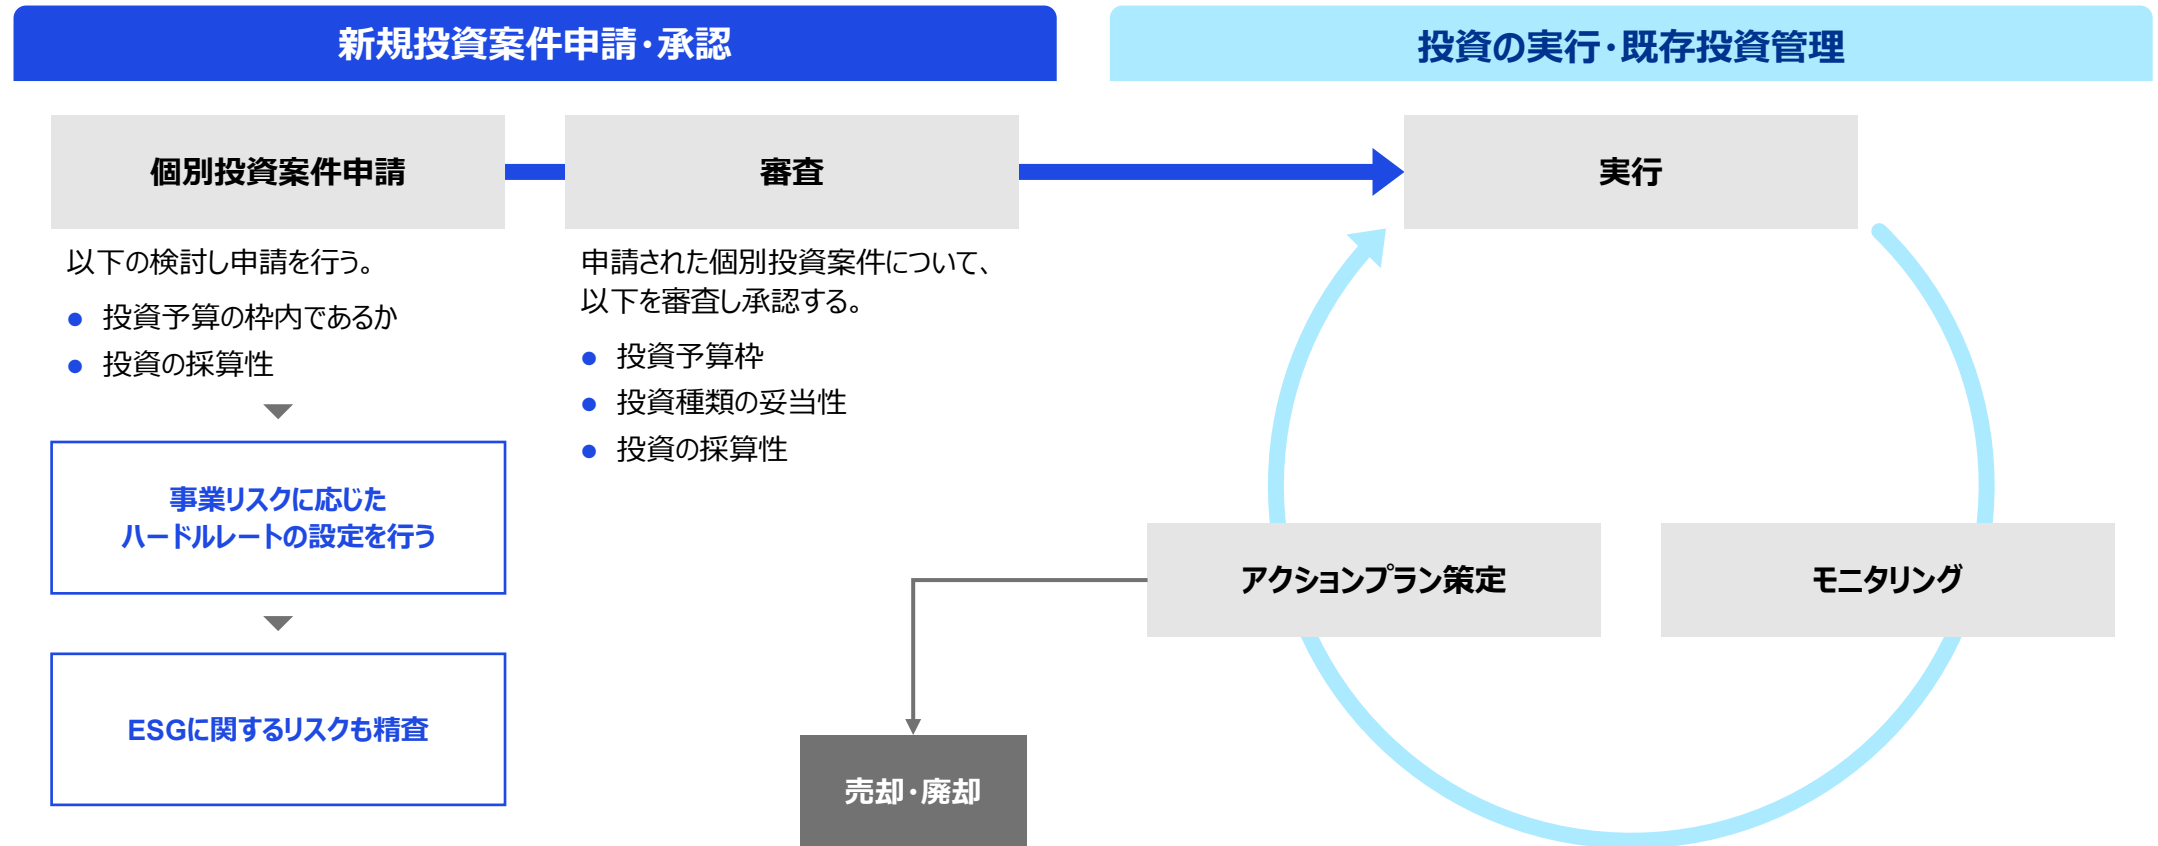 新規投資案件申請・承認
投資の実行・既存投資管理
個別投資案件申請
以下の検討し申請を行う。
● 投資予算の枠内であるか
● 投資の採算性
事業リスクに応じた
ハードルレートの設定を行う
ESGに関するリスクも精査
審査
申請された個別投資案件について、
以下を審査し承認する。
● 投資予算枠
● 投資種類の妥当性
● 投資の採算性
実行
アクションプラン策定
モニタリング
売却・廃却